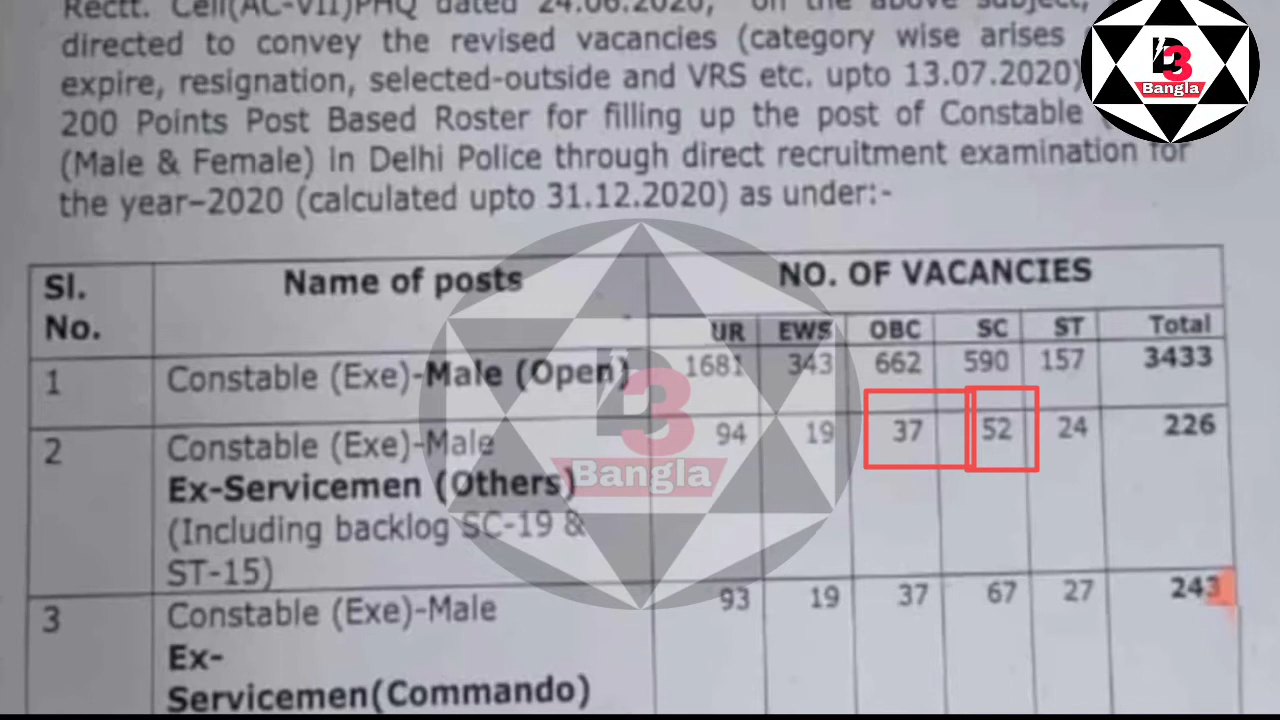 Rectt. Cell(AC-VII)PHQ dated 24.06.2020, on the above subject,
directed to convey the revised vacancies (category wise arises
expire, resignation, selected-outside and VRS etc. upto 13.07.2020)
200 Points Post Based Roster for filling up the post of Constable
(Male & Female) in Delhi Police through direct recruitment examination for
the year–2020 (calculated upto 31.12.2020) as under:-
3
Bangla
Sl. No. Name of posts NO. OF VACANCIES
UR EWS OBC SC ST Total
1 Constable (Exe)-Male (Open) 1681 343 662 590 157 3433
2 Constable (Exe)-Male 94 19 37 52 24 226
Ex-Servicemen (Others)
(Including backlog SC-19 &
ST-15)
3 Constable (Exe)-Male 93 19 37 67 27 243
Ex-
Servicemen(Commando)
3
Bangla